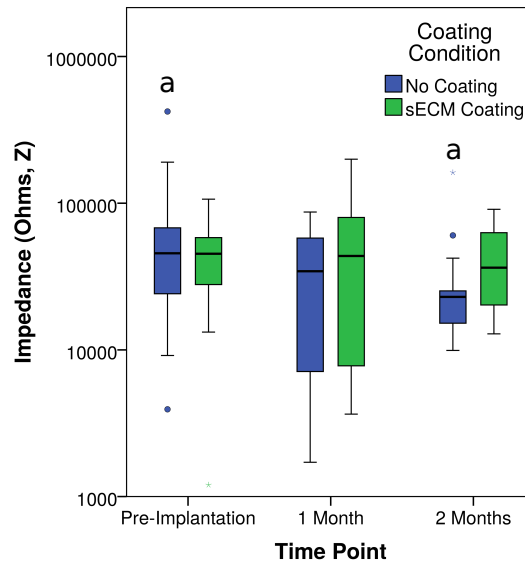 Coating
Condition
No Coating
sECM Coating
a
a
Impedance (Ohms, Z)
1000000
100000
10000
1000
Pre-Implantation
1 Month
2 Months
Time Point